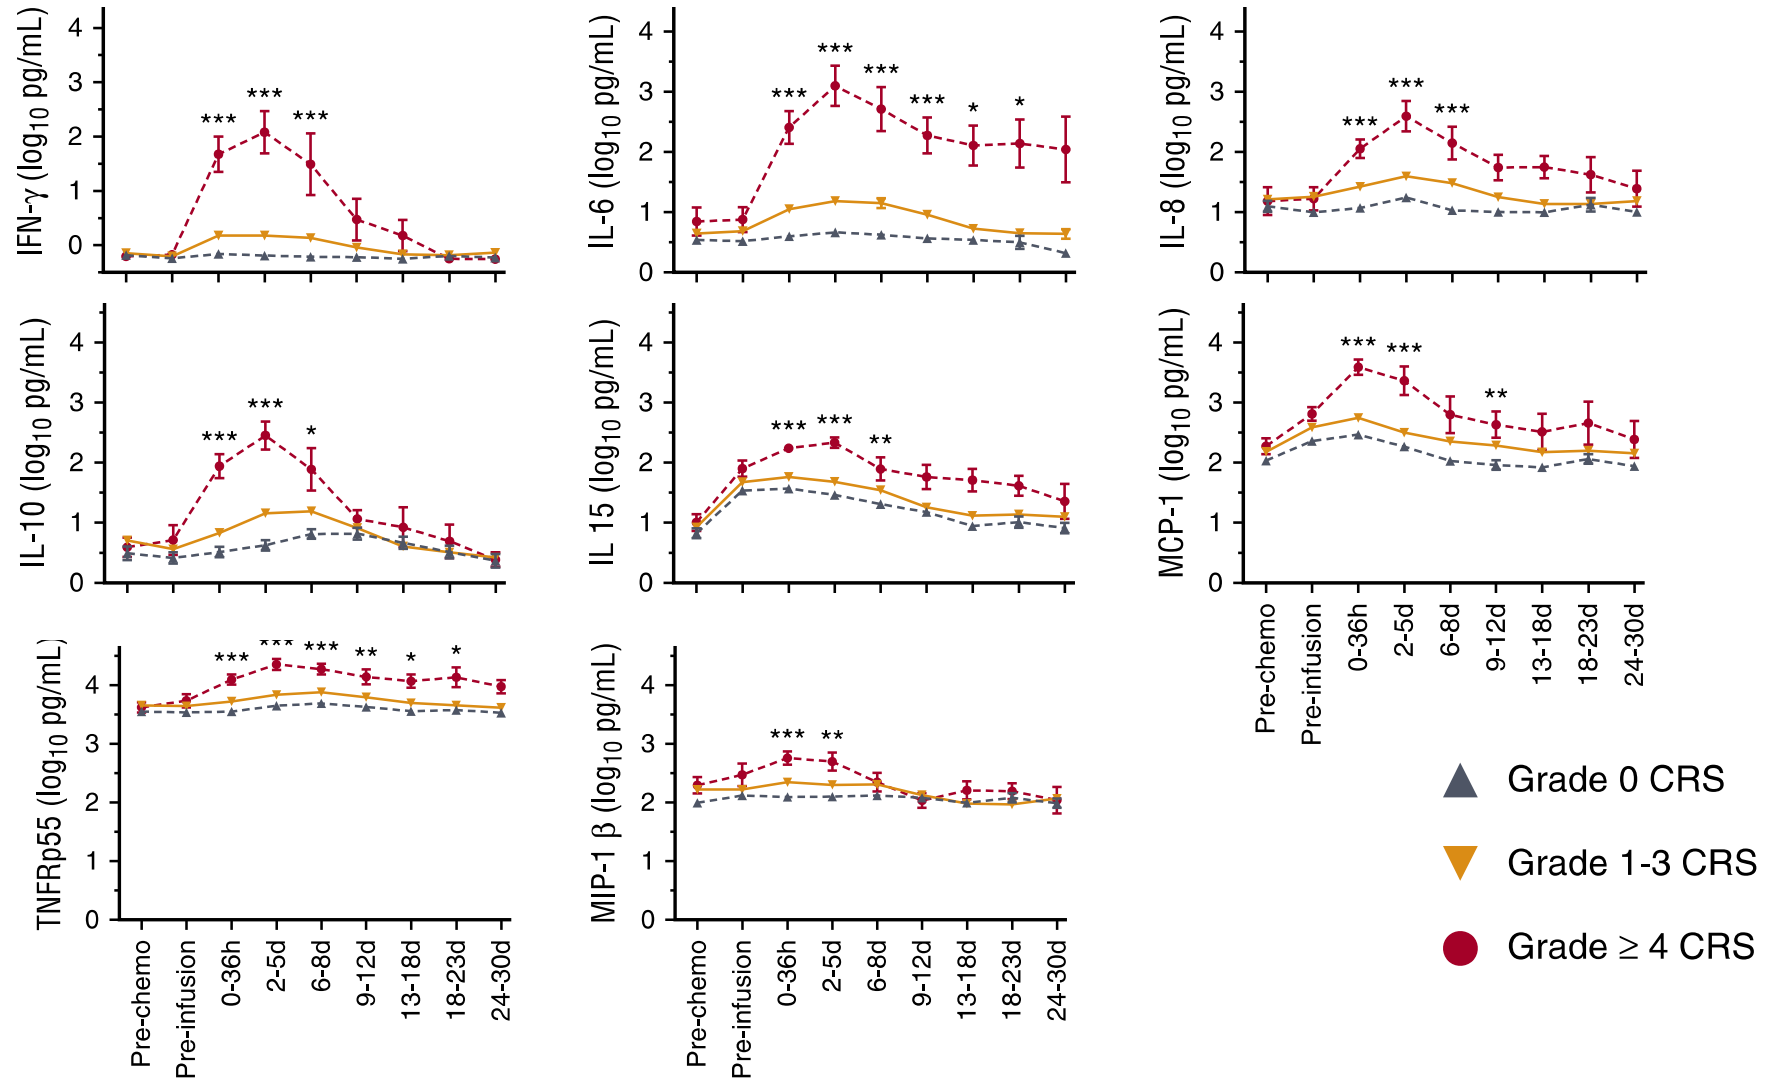 IFN-γ (log10 pg/mL)
4
3
2
1
0
***
***
***
IL-6 (log10 pg/mL)
4
3
2
1
0
***
***
***
***
*
*
IL-8 (log10 pg/mL)
4
3
2
1
0
***
***
***
IL-10 (log10 pg/mL)
4
3
2
1
0
***
***
*
IL 15 (log10 pg/mL)
4
3
2
1
0
***
***
**
MCP-1 (log10 pg/mL)
4
3
2
1
0
***
***
**
Pre-chemo
Pre-infusion
0-36h
2-5d
6-8d
9-12d
13-18d
18-23d
24-30d
TNFRp55 (log10 pg/mL)
4
3
2
1
0
***
***
***
**
*
*
Pre-chemo
Pre-infusion
0-36h
2-5d
6-8d
9-12d
13-18d
18-23d
24-30d
MIP-1 β (log10 pg/mL)
4
3
2
1
0
***
**
Pre-chemo
Pre-infusion
0-36h
2-5d
6-8d
9-12d
13-18d
18-23d
24-30d
Grade 0 CRS
Grade 1-3 CRS
Grade ≥ 4 CRS